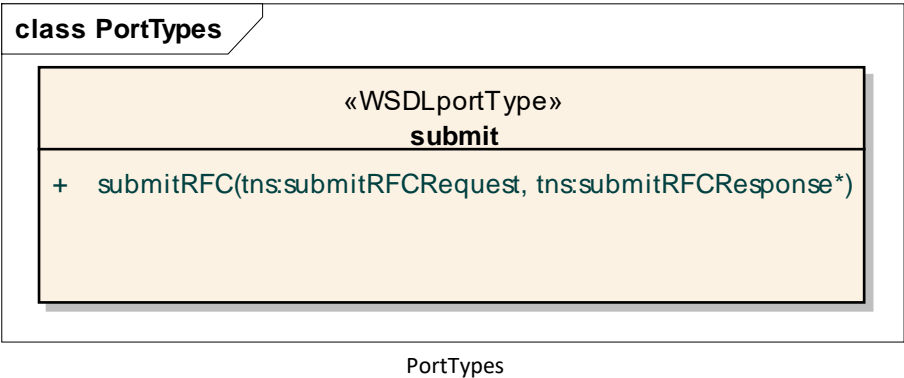 class PortTypes
«WSDLportType»
submit
+ submitRFC(tns:submitRFCRequest, tns:submitRFCResponse*)
PortTypes